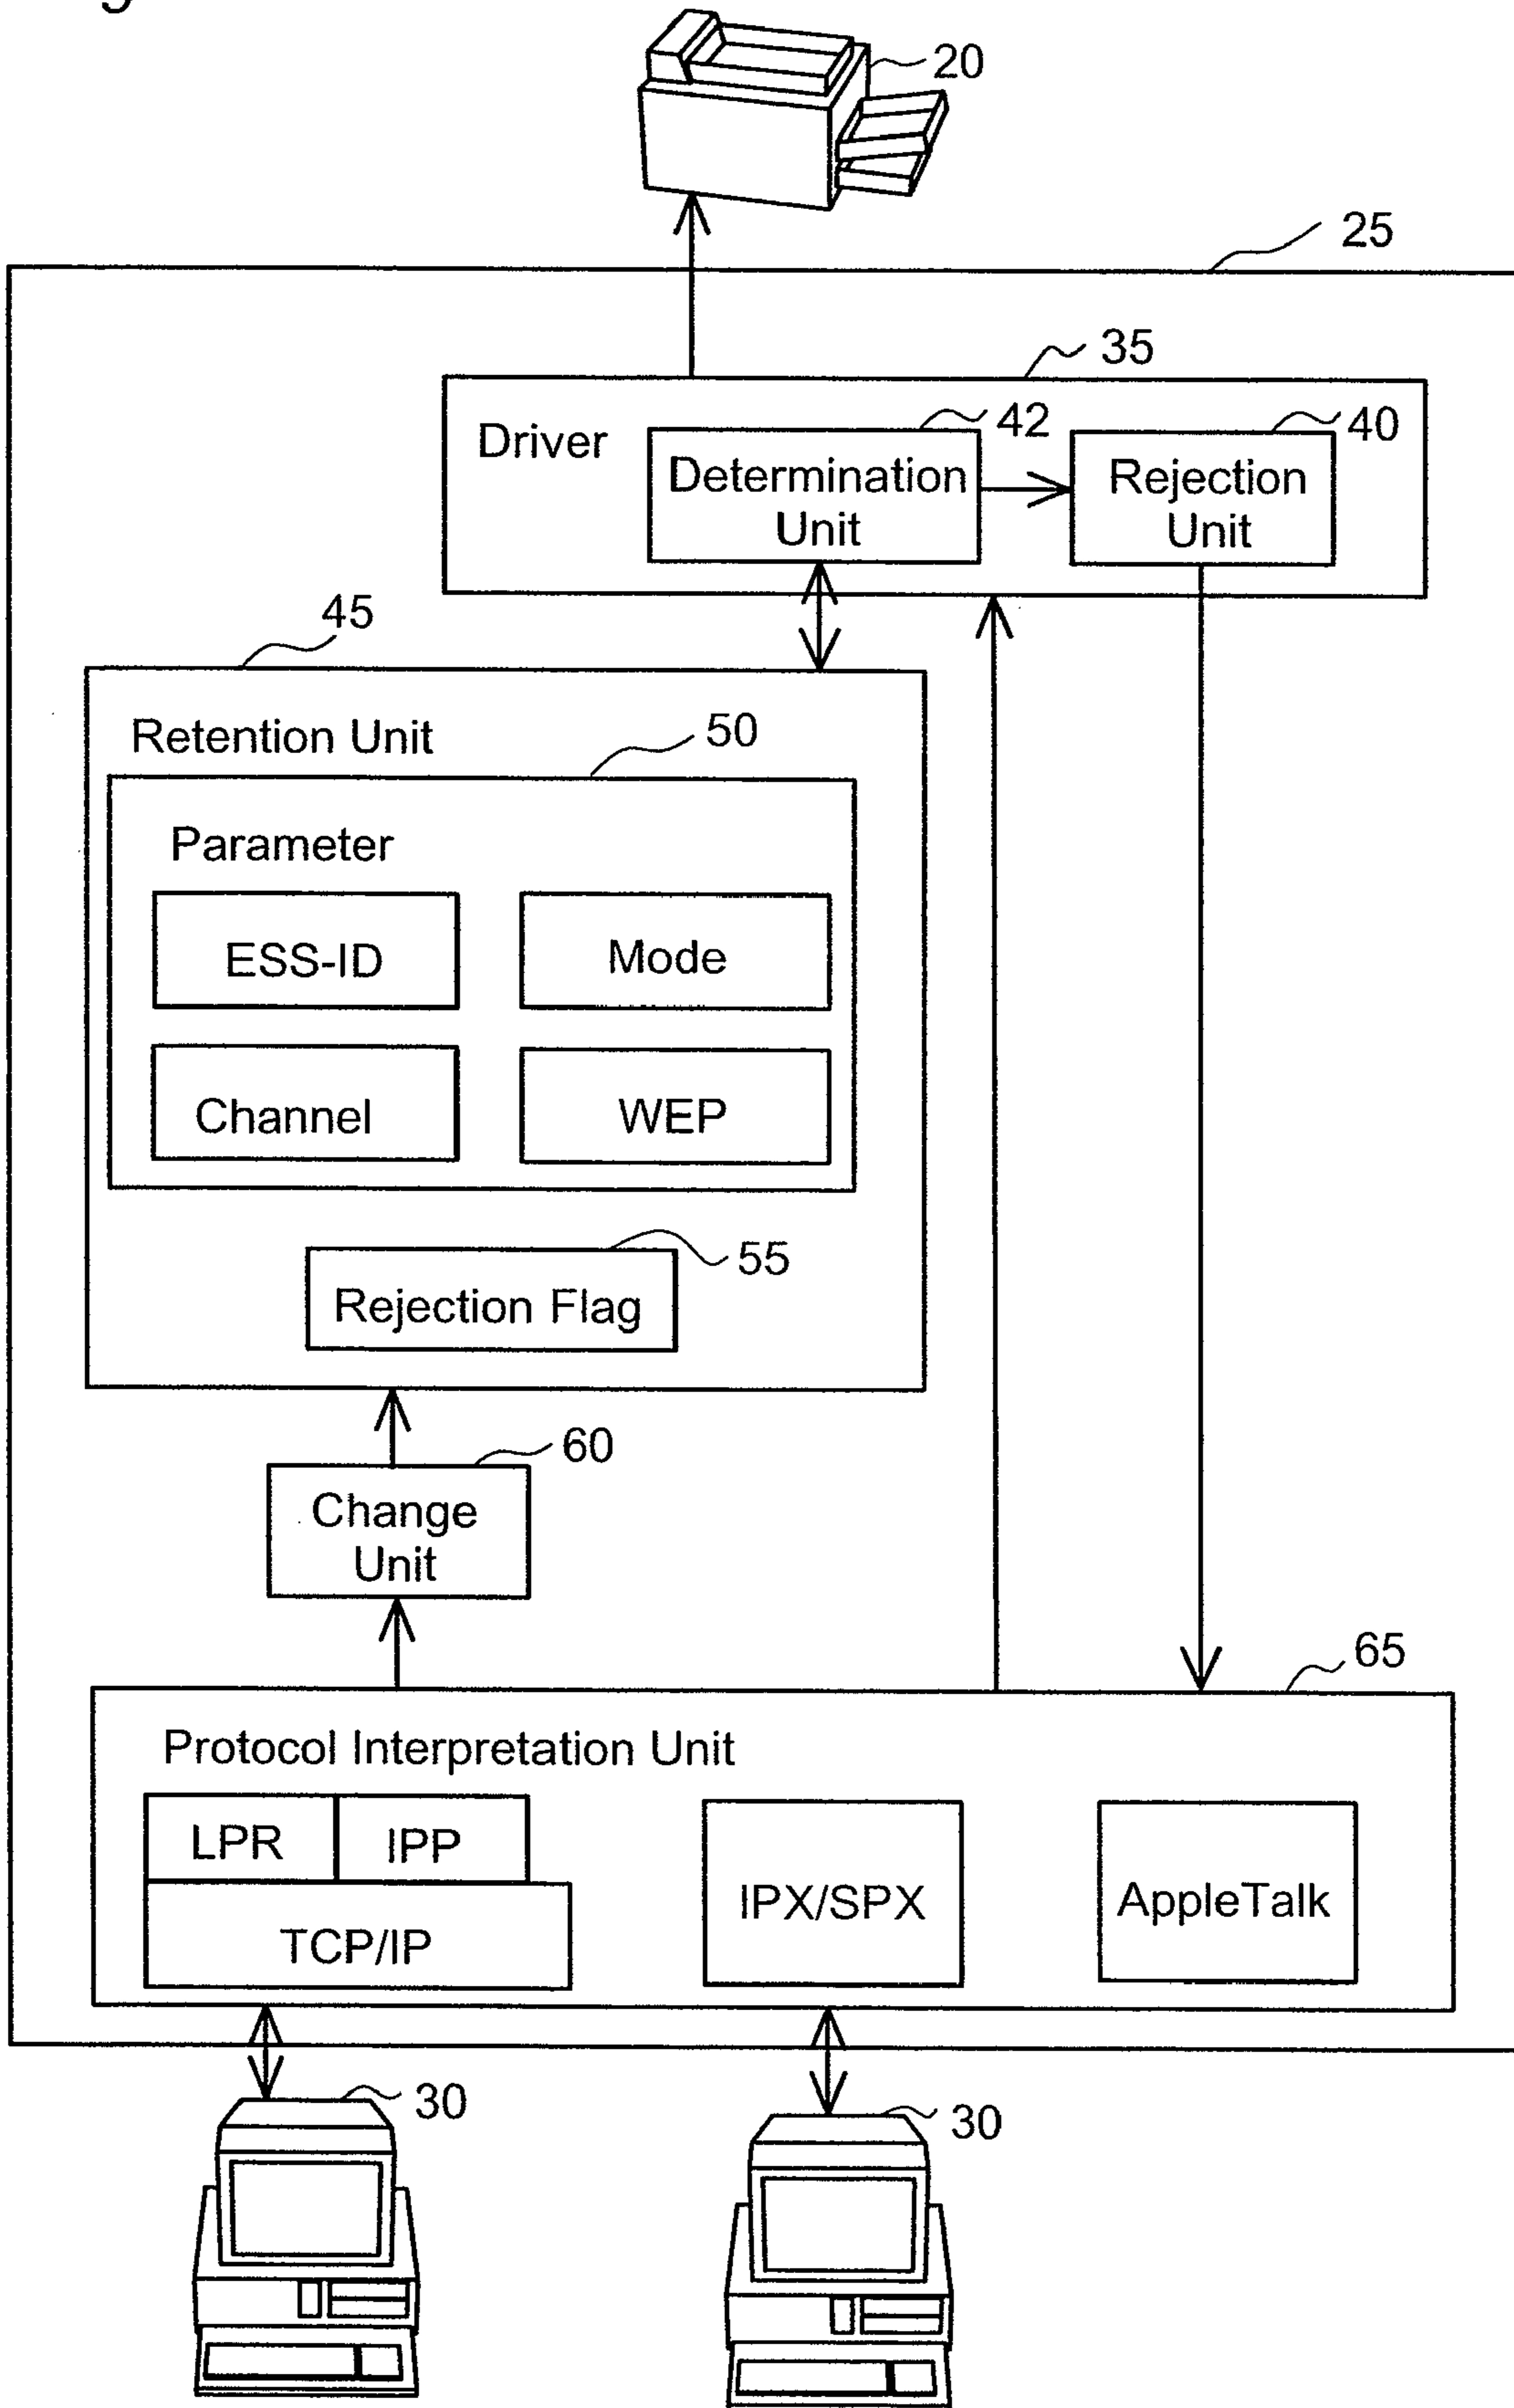 20
25
35
Driver
42
40
Determination
Unit
Rejection
Unit
45
Retention Unit
50
Parameter
ESS-ID
Mode
Channel
WEP
55
Rejection Flag
60
Change
Unit
65
Protocol Interpretation Unit
LPR
IPP
IPX/SPX
AppleTalk
TCP/IP
30
30